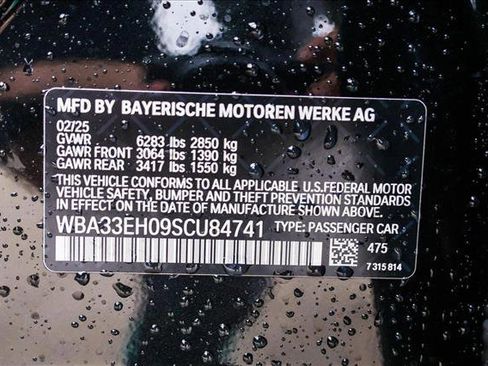 MFD BY BAYERISCHE MOTOREN WERKE AG
02/25
GVWR 6283 lbs 2850 kg
GAWR FRONT 3064 lbs 1390 kg
GAWR REAR : 3417 lbs 1550 kg
THIS VEHICLE CONFORMS TO ALL APPLICABLE U.S.FEDERAL MOTOR
VEHICLE SAFETY, BUMPER AND THEFT PREVENTION STANDARDS
IN EFFECT ON THE DATE OF MANUFACTURE SHOWN ABOVE.
WBA33EH09SCU84741 TYPE: PASSENGER CAR
475
7 315 814